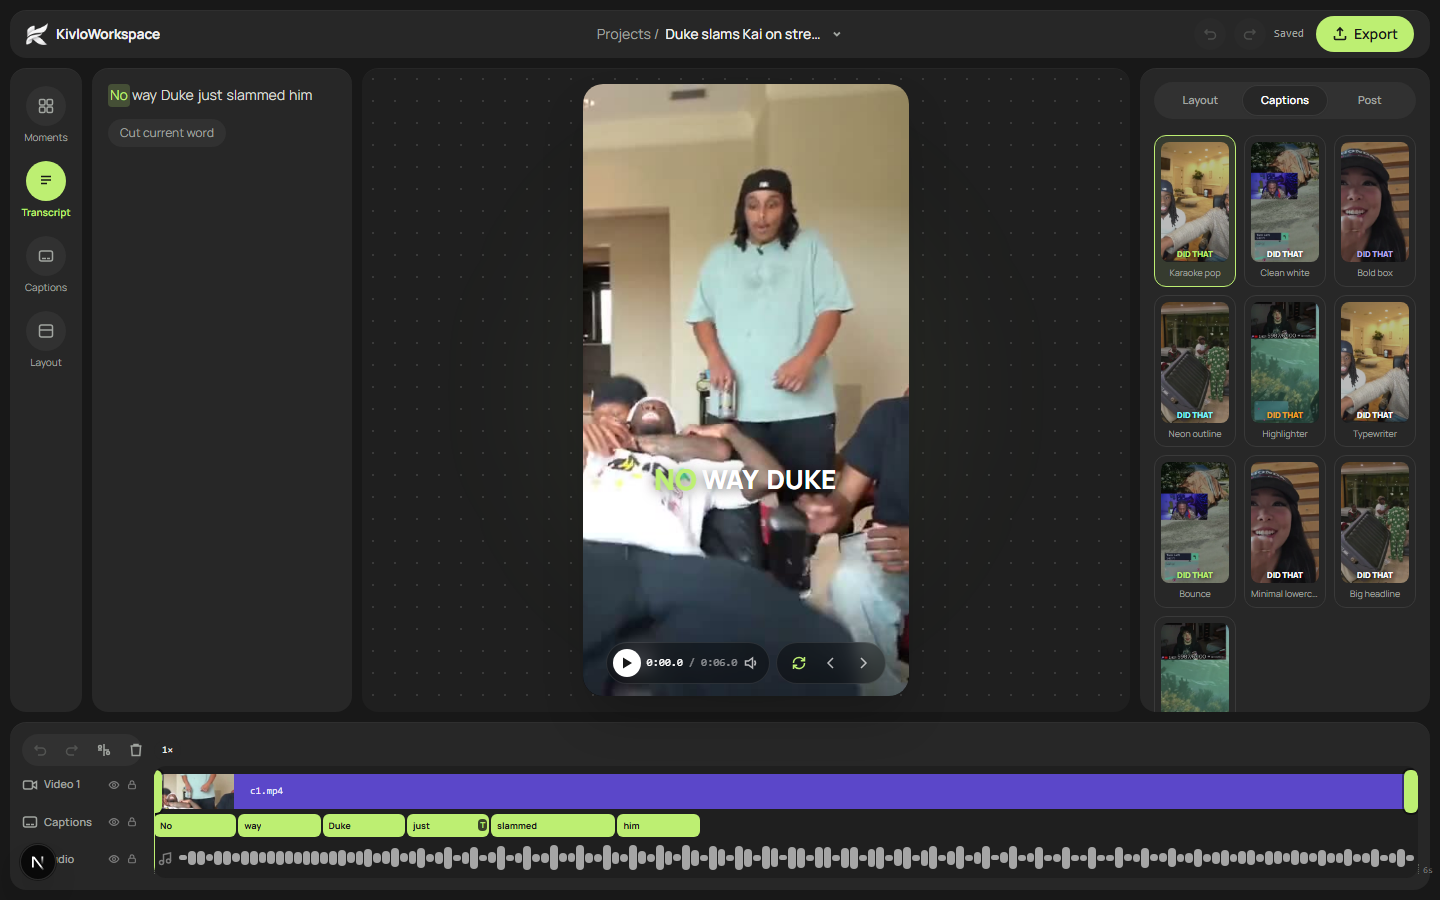 KivloWorkspace
Projects / Duke slams Kai on stre...
Saved
Export
Moments
Transcript
Captions
Layout
No way Duke just slammed him
Cut current word
NO WAY DUKE
0:00.0 / 0:06.0
Layout
Captions
Post
DID THAT
Karaoke pop
DID THAT
Clean white
DID THAT
Bold box
DID THAT
Neon outline
DID THAT
Highlighter
DID THAT
Typewriter
DID THAT
Bounce
DID THAT
Minimal lowerc...
DID THAT
Big headline
1×
Video 1
c1.mp4
Captions
No
way
Duke
just
T
slammed
him
N
dio
6s